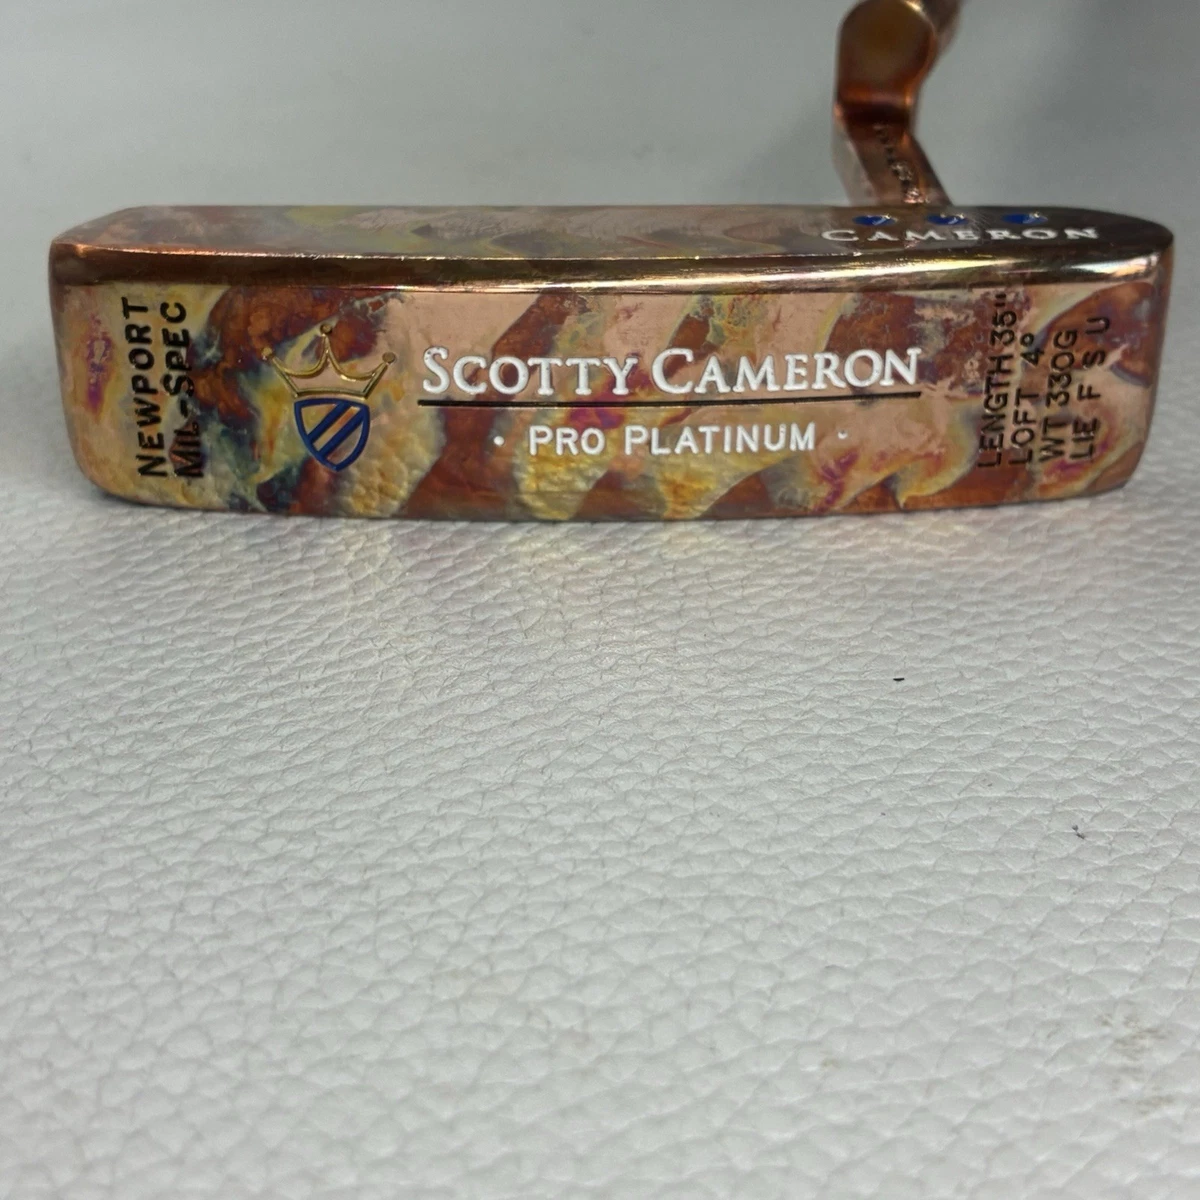 CAMERON
NEWPORT
MIL-SPEC
SCOTTY CAMERON
· PRO PLATINUM ·
LENGTH 35"
LOFT 4°
WT 330G
LIE F S U